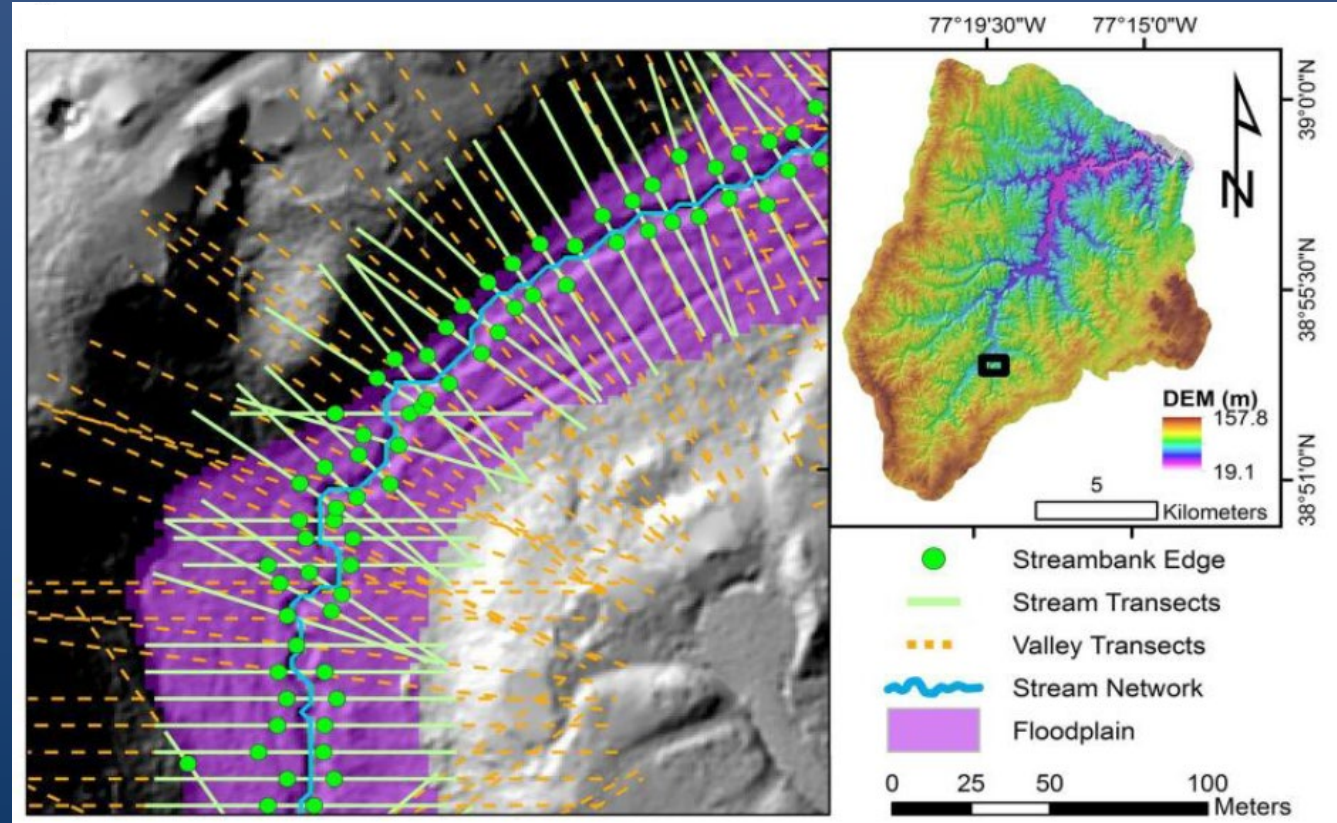 77°19'30"W 77°15'0"W
39°0'0"N
38°55'30"N
38°51'0"N
N
DEM (m)
157.8
19.1
5
Kilometers
Streambank Edge
Stream Transects
Valley Transects
Stream Network
Floodplain
0 25 50 100
Meters